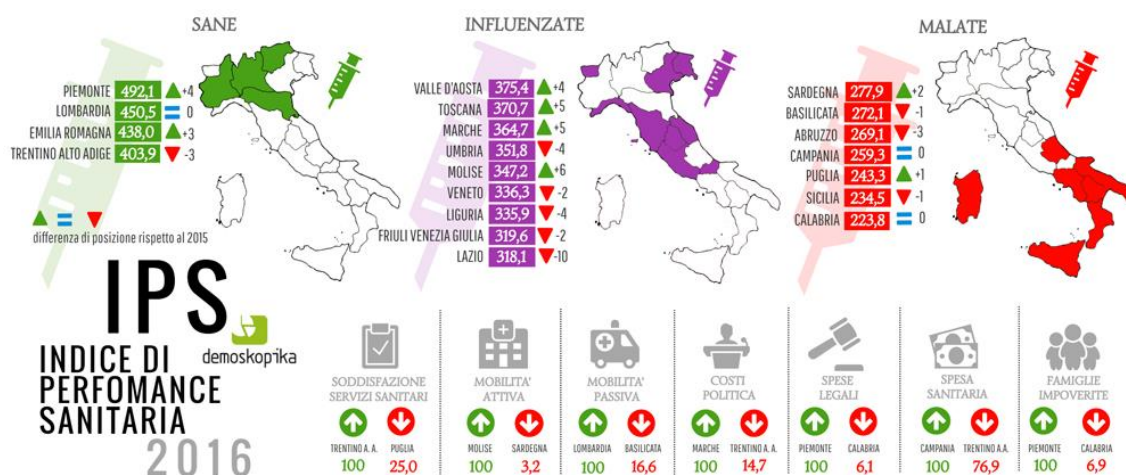 SANE
PIEMONTE 492,1 +4
LOMBARDIA 450,5 0
EMILIA ROMAGNA 438,0 +3
TRENTINO ALTO ADIGE 403,9 -3
differenza di posizione rispetto al 2015
INFLUENZATE
VALLE D'AOSTA 375,4 +4
TOSCANA 370,7 +5
MARCHE 364,7 +5
UMBRIA 351,8 -4
MOLISE 347,2 +6
VENETO 336,3 -2
LIGURIA 335,9 -4
FRIULI VENEZIA GIULIA 319,6 -2
LAZIO 318,1 -10
MALATE
SARDEGNA 277,9 +2
BASILICATA 272,1 -1
ABRUZZO 269,1 -3
CAMPANIA 259,3 0
PUGLIA 243,3 +1
SICILIA 234,5 -1
CALABRIA 223,8 0
IPS
demoskopika
INDICE DI
PERFOMANCE
SANITARIA
2016
SODDISFAZIONE
SERVIZI SANITARI
TRENTINO A. A. PUGLIA
100 25,0
MOBILITA'
ATTIVA
MOLISE SARDEGNA
100 3,2
MOBILITA'
PASSIVA
LOMBARDIA BASILICATA
100 16,6
COSTI
POLITICA
MARCHE TRENTINO A. A.
100 14,7
SPESE
LEGALI
PIEMONTE CALABRIA
100 6,1
SPESA
SANITARIA
CAMPANIA TRENTINO A. A.
100 76,9
FAMIGLIE
IMPOVERITE
PIEMONTE CALABRIA
100 6,9